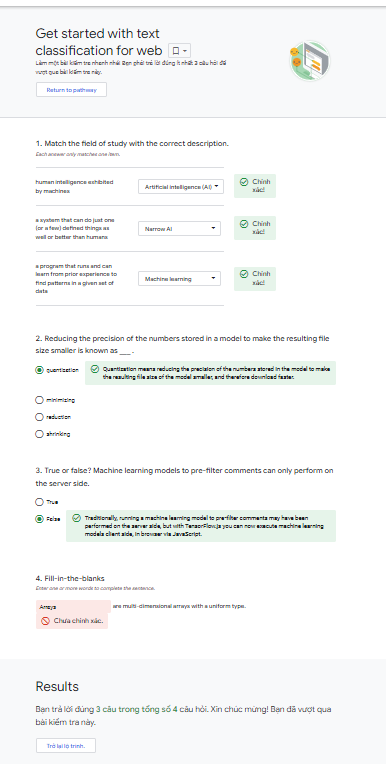 Get started with text
classification for web
Làm một bài kiểm tra nhanh nhé! Bạn phải trả lời đúng ít nhất 3 câu hỏi để
vượt qua bài kiểm tra này.
Return to pathway
1. Match the field of study with the correct description.
Each answer only matches one item.
human intelligence exhibited
by machines
Artificial intelligence (AI)
Chính
xác!
a system that can do just one
(or a few) defined things as
well or better than humans
Narrow AI
Chính
xác!
a program that runs and can
learn from prior experience to
find patterns in a given set of
data
Machine learning
Chính
xác!
2. Reducing the precision of the numbers stored in a model to make the resulting file
size smaller is known as ___ .
quantization
Quantization means reducing the precision of the numbers stored in the model to make
the resulting file size of the model smaller, and therefore download faster.
minimizing
reduction
shrinking
3. True or false? Machine learning models to pre-filter comments can only perform on
the server side.
True
False
Traditionally, running a machine learning model to pre-filter comments may have been
performed on the server side, but with TensorFlow.js you can now execute machine learning
models client side, in browser via JavaScript.
4. Fill-in-the-blanks
Enter one or more words to complete the sentence.
Arrays are multi-dimensional arrays with a uniform type.
Chưa chính xác.
Results
Bạn trả lời đúng 3 câu trong tổng số 4 câu hỏi. Xin chúc mừng! Bạn đã vượt qua
bài kiểm tra này.
Trở lại lộ trình.